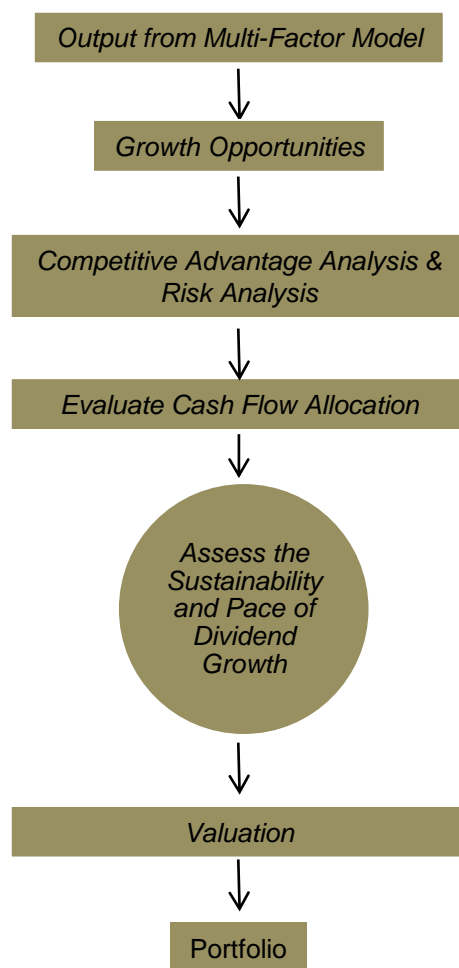 Output from Multi-Factor Model
Growth Opportunities
Competitive Advantage Analysis &
Risk Analysis
Evaluate Cash Flow Allocation
Assess the
Sustainability
and Pace of
Dividend
Growth
Valuation
Portfolio